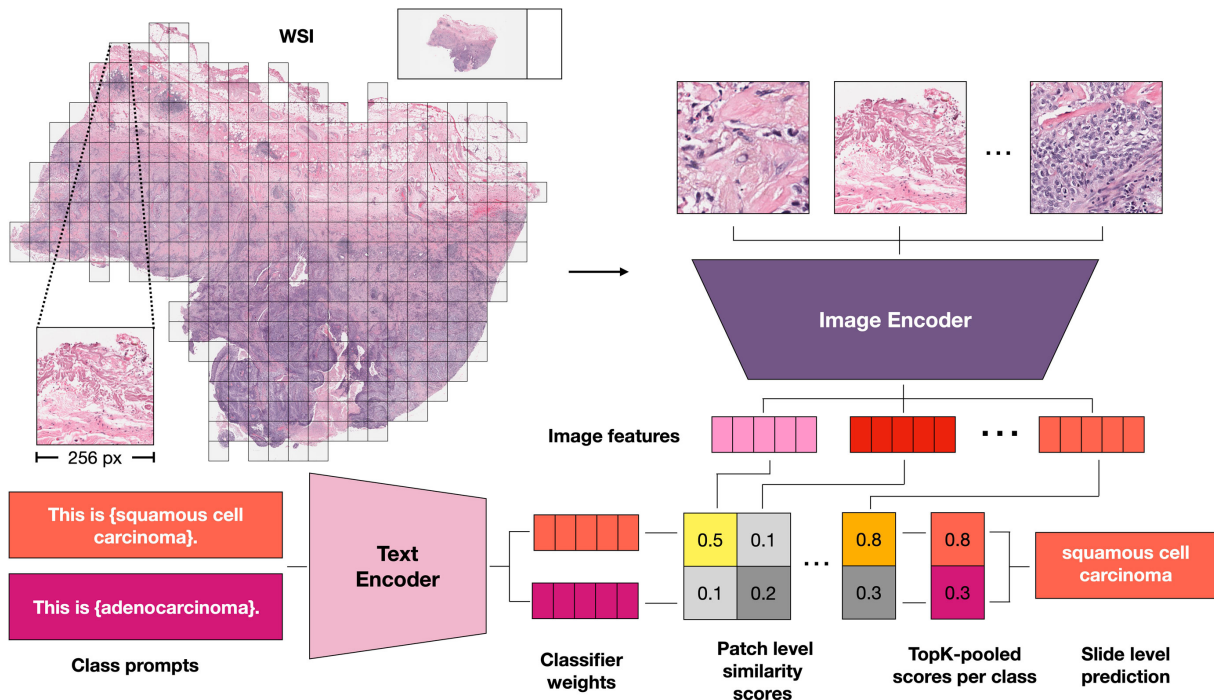 WSI
256 px
Image Encoder
Image features
This is {squamous cell
carcinoma}.
This is {adenocarcinoma}.
Class prompts
Text
Encoder
Classifier
weights
0.5
0.1
0.8
0.8
0.1
0.2
0.3
0.3
...
...
...
Patch level
similarity
scores
TopK-pooled
scores per class
squamous cell
carcinoma
Slide level
prediction